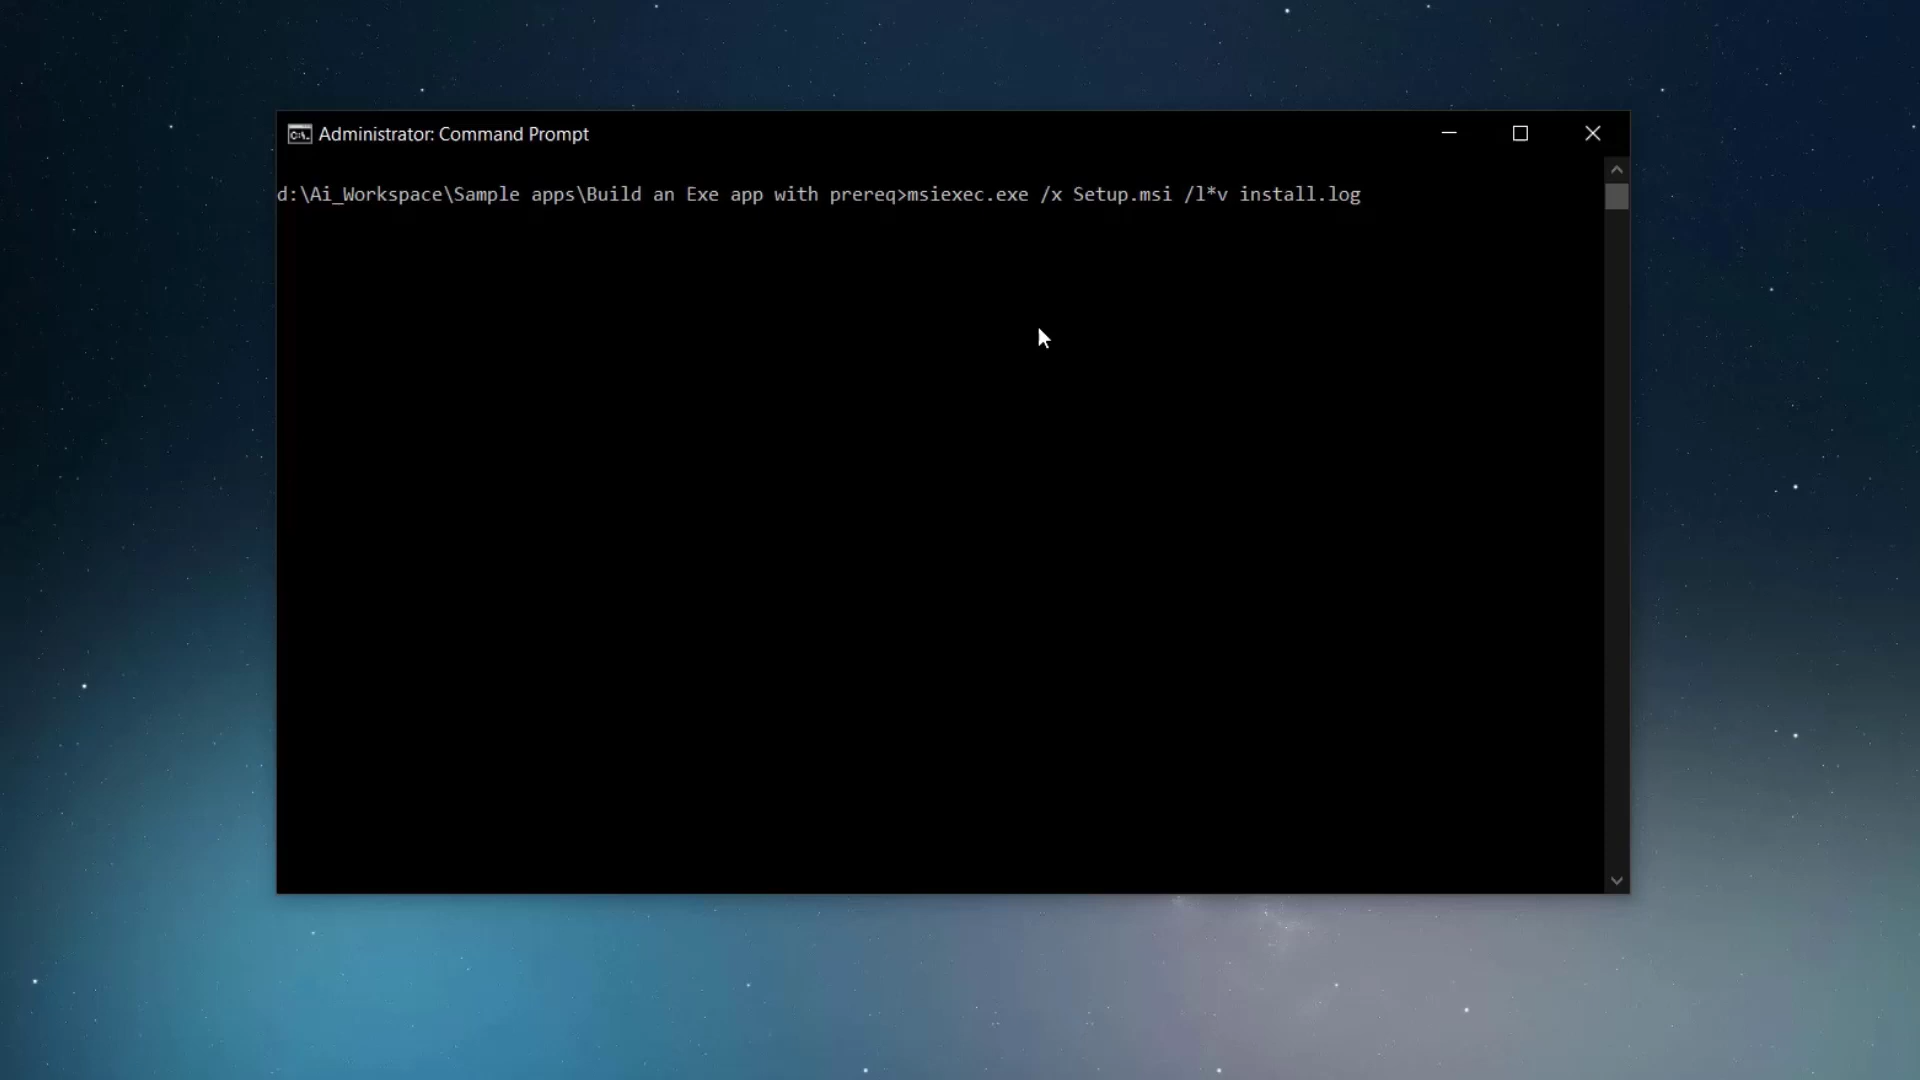 Administrator: Command Prompt
d:\Ai_Workspace\Sample apps\Build an Exe app with prereq>msiexec.exe /x Setup.msi /l*v install.log